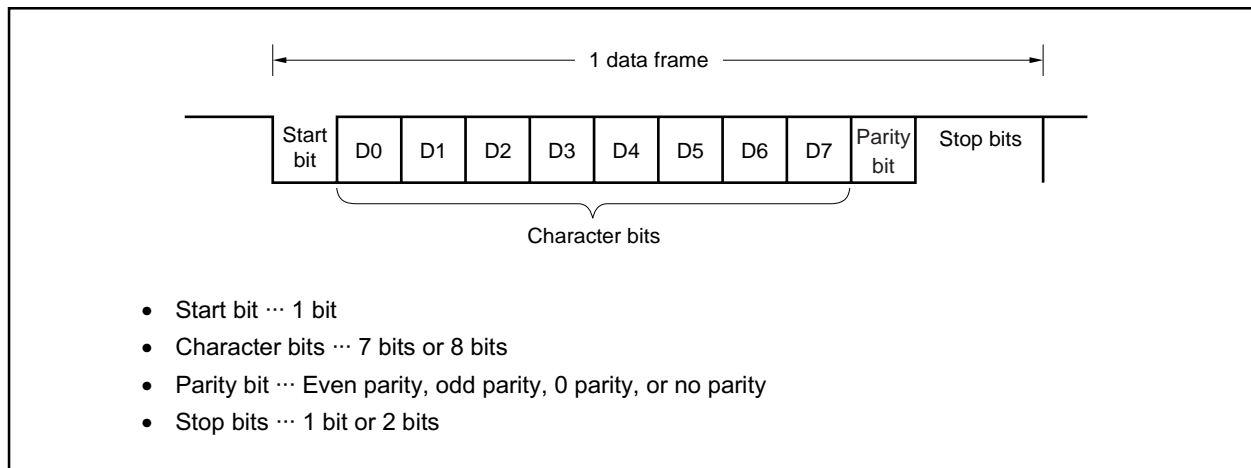 1 data frame
Start bit D0 D1 D2 D3 D4 D5 D6 D7 Parity bit Stop bits
Character bits
• Start bit ··· 1 bit
• Character bits ··· 7 bits or 8 bits
• Parity bit ··· Even parity, odd parity, 0 parity, or no parity
• Stop bits ··· 1 bit or 2 bits